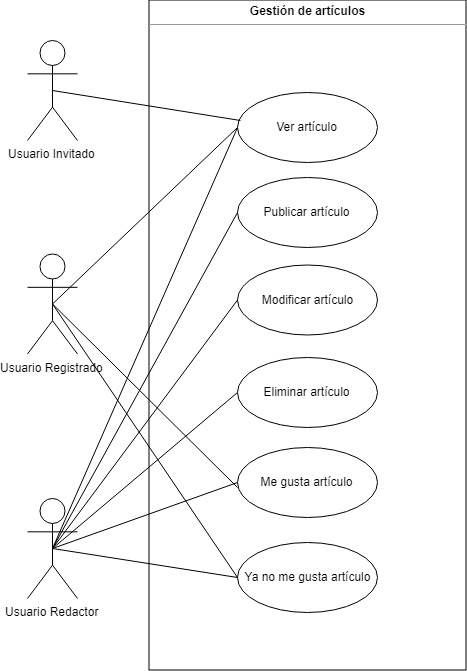 Gestión de artículos
Usuario Invitado
Ver artículo
Publicar artículo
Modificar artículo
Usuario Registrado
Eliminar artículo
Me gusta artículo
Ya no me gusta artículo
Usuario Redactor